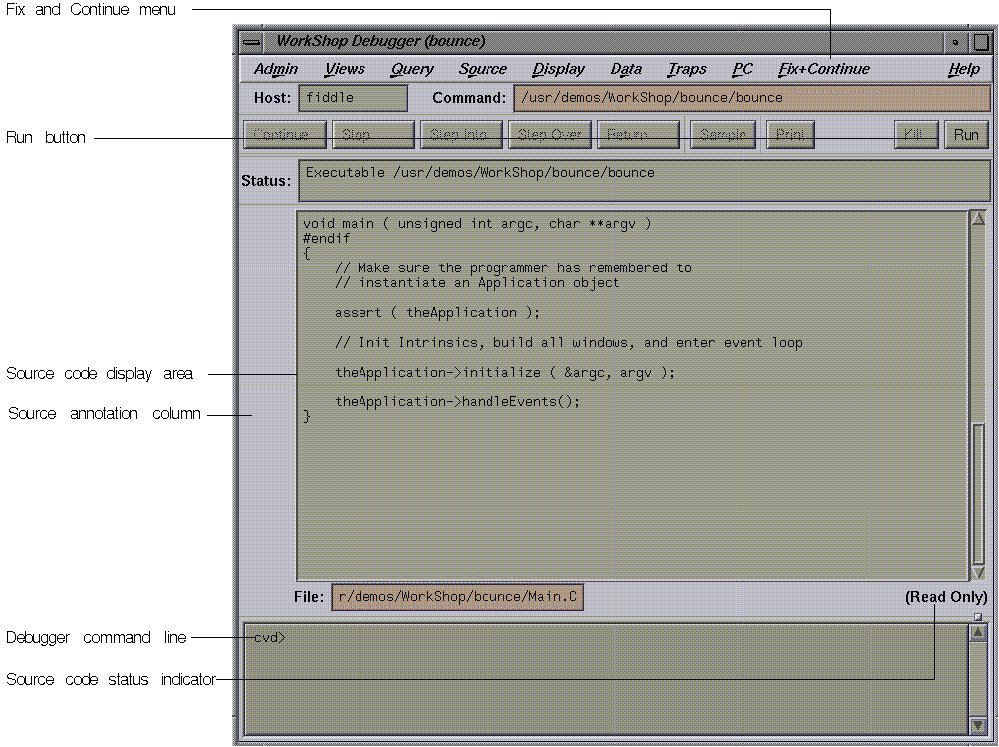 Fix and Continue menu
WorkShop Debugger (bounce)
Admin Views Query Source Display Data Traps PC Fix+Continue Help
Host: fiddle Command: /usr/demos/WorkShop/bounce/bounce
Run button
Continue Stop Step Into Step Over Return Sample Print Kill Run
Status: Executable /usr/demos/WorkShop/bounce/bounce
void main ( unsigned int argc, char **argv )
#endif
{
// Make sure the programmer has remembered to
// instantiate an Application object
assert ( theApplication );
// Init Intrinsics, build all windows, and enter event loop
Source code display area
theApplication->initialize ( &argc, argv );
Source annotation column
theApplication->handleEvents();
}
File: r/demos/WorkShop/bounce/Main.C (Read Only)
Debugger command line
cvd>
Source code status indicator